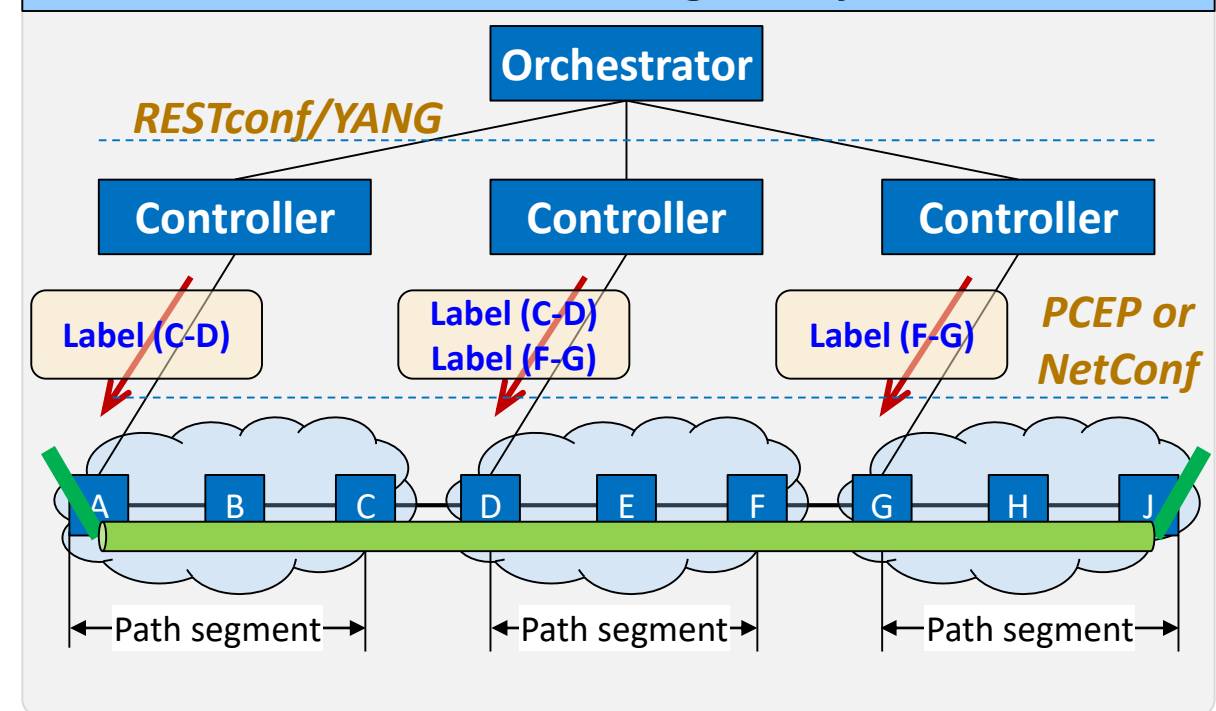 Orchestrator
RESTconf/YANG
Controller
Controller
Controller
Label (C-D)
Label (C-D)
Label (F-G)
Label (F-G)
PCEP or
NetConf
A
B
C
D
E
F
G
H
J
Path segment
Path segment
Path segment